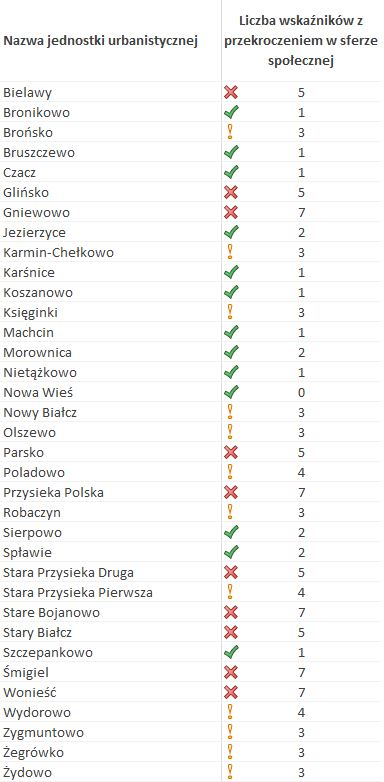 Nazwa jednostki urbanistycznej
Liczba wskaźników z
przekroczeniem w sferze
społecznej
Bielawy 5
Bronikowo 1
Brońsko 3
Bruszczewo 1
Czacz 1
Glińsko 5
Gniewowo 7
Jezierzyce 2
Karmin-Chełkowo 3
Karśnice 1
Koszanowo 1
Księginki 3
Machcin 1
Morownica 2
Nietążkowo 1
Nowa Wieś 0
Nowy Białcz 3
Olszewo 3
Parsko 5
Poladowo 4
Przysieka Polska 7
Robaczyn 3
Sierpowo 2
Spławie 2
Stara Przysieka Druga 5
Stara Przysieka Pierwsza 4
Stare Bojanowo 7
Stary Białcz 5
Szczepankowo 1
Śmigiel 7
Wonieść 7
Wydorowo 4
Zygmuntowo 3
Żegrówko 3
Żydowo 3